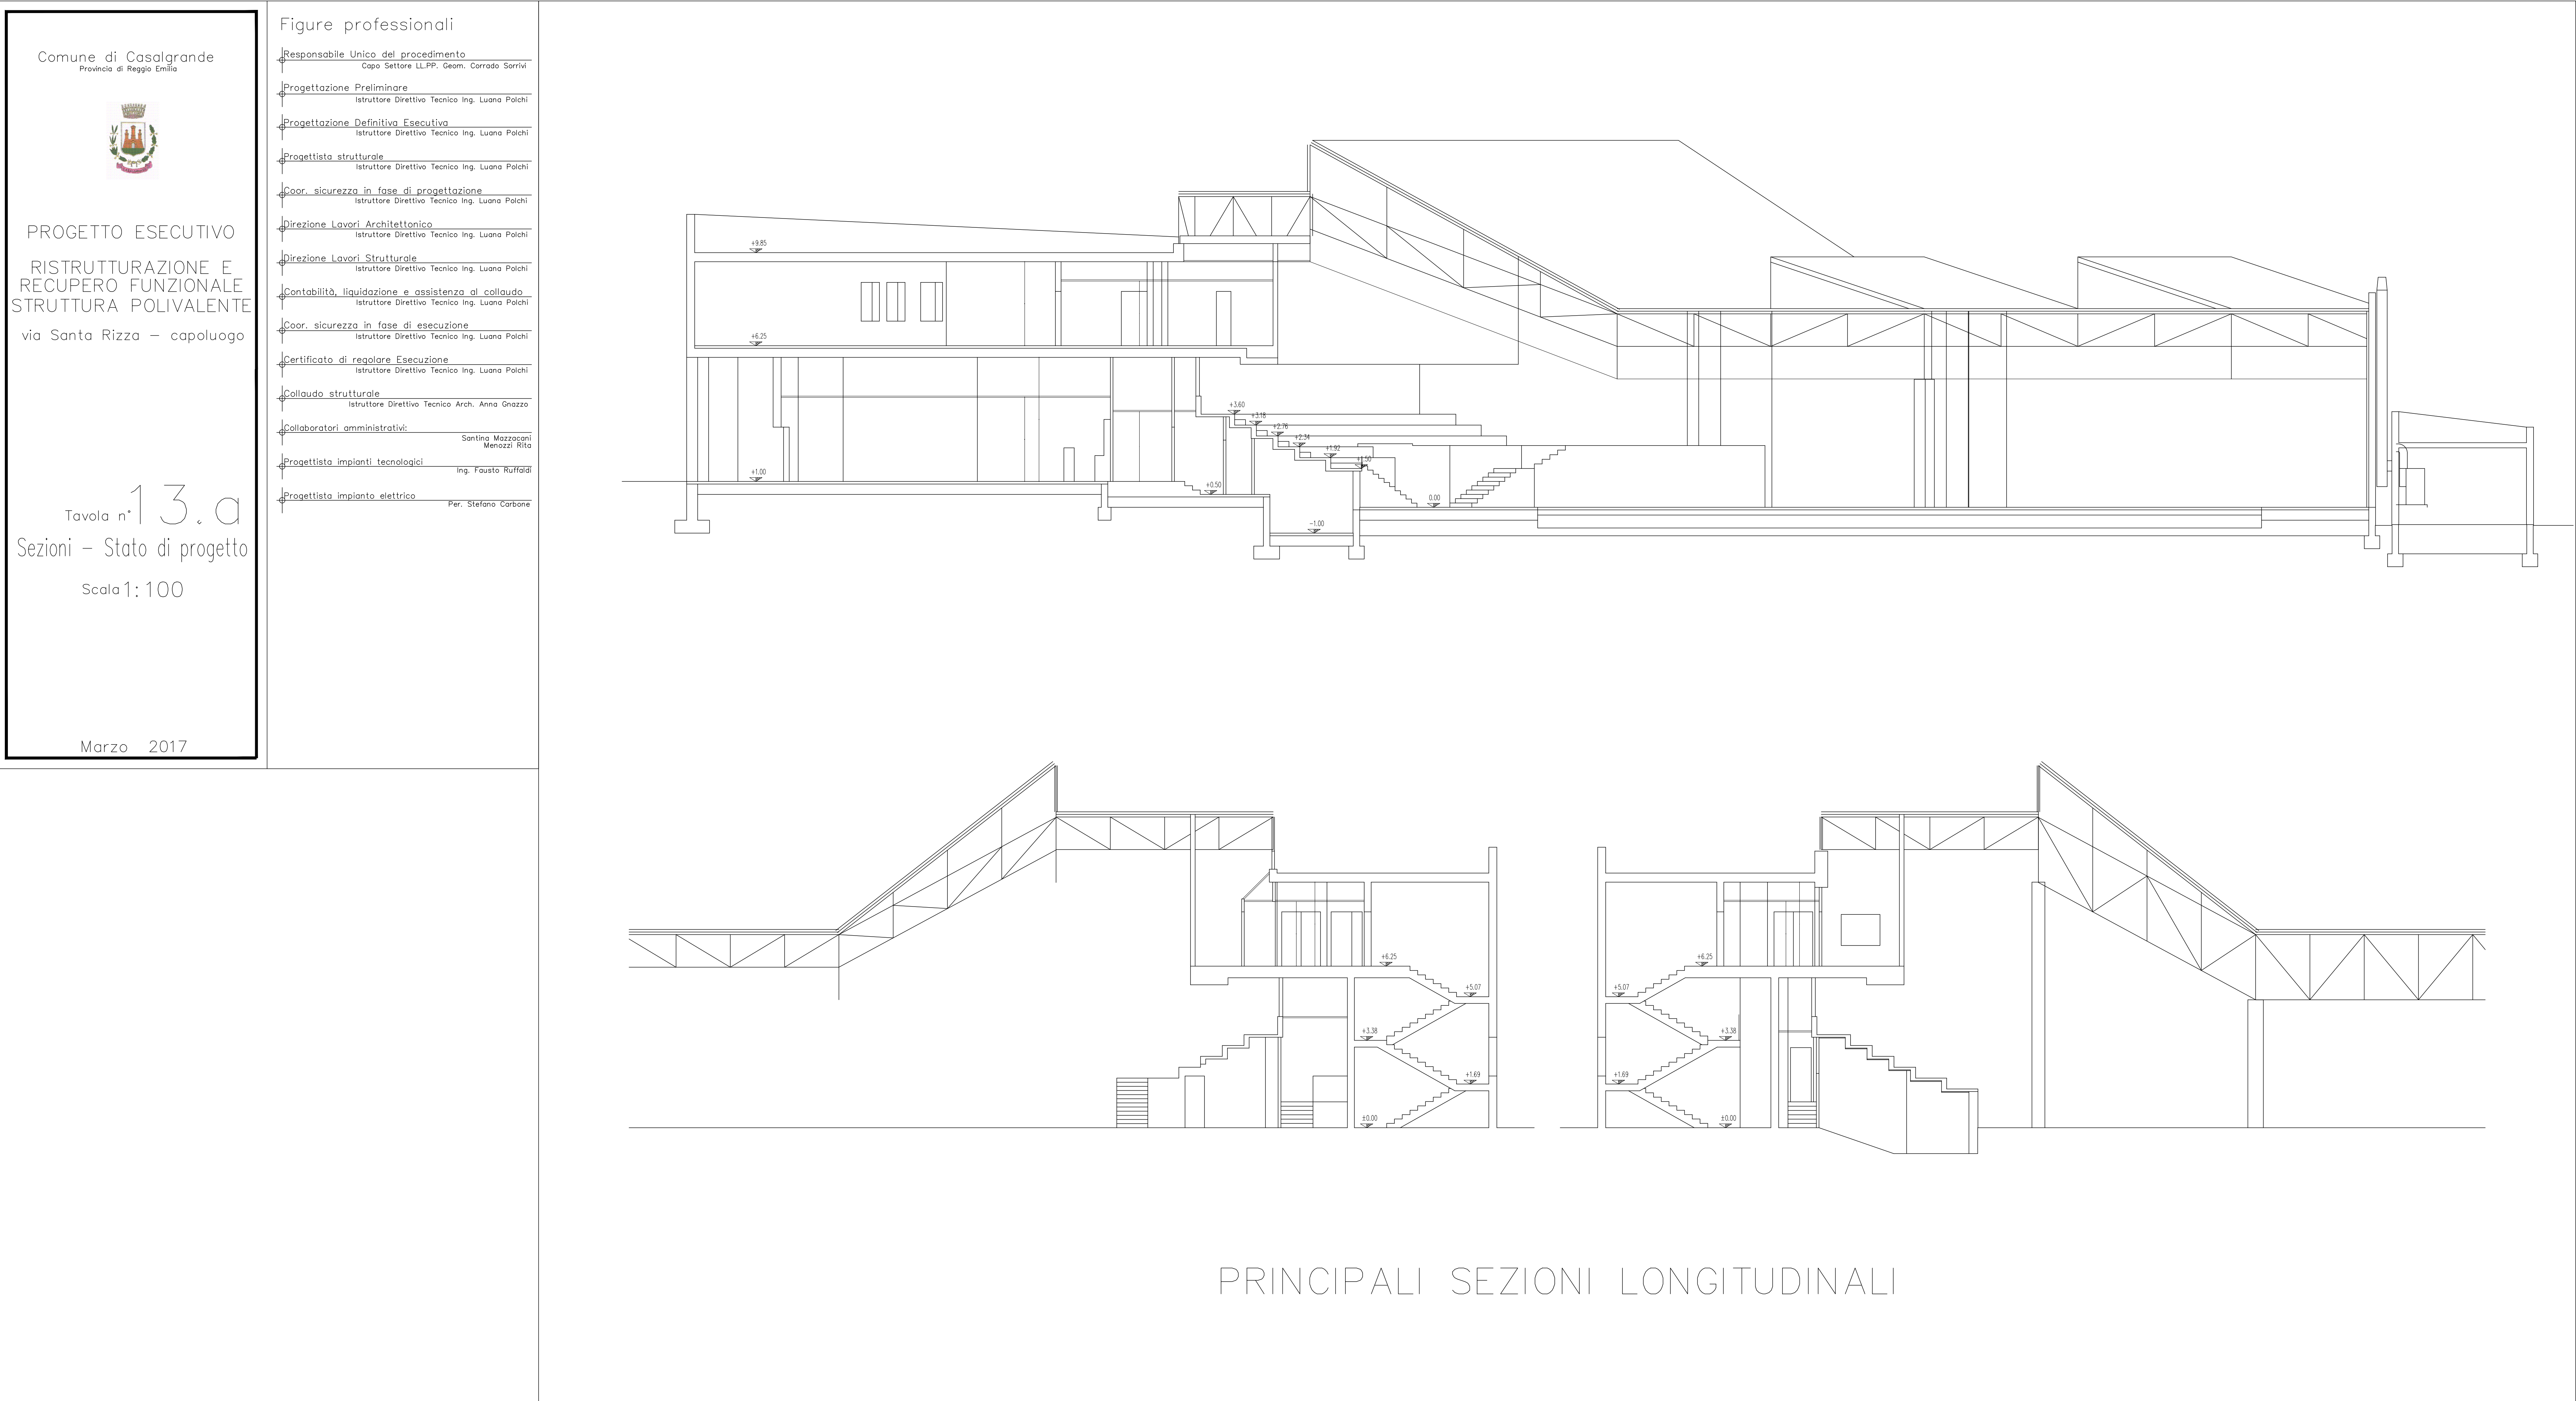 Comune di Casalgrande
Provincia di Reggio Emilia
PROGETTO ESECUTIVO
RISTRUTTURAZIONE E
RECUPERO FUNZIONALE
STRUTTURA POLIVALENTE
via Santa Rizza - capoluogo
Tavola n° 13.a
Sezioni - Stato di progetto
Scala 1:100
Marzo 2017
Figure professionali
Responsabile Unico del procedimento
Capo Settore LL.PP. Geom. Corrado Sorrivi
Progettazione Preliminare
Istruttore Direttivo Tecnico Ing. Luana Polchi
Progettazione Definitiva Esecutiva
Istruttore Direttivo Tecnico Ing. Luana Polchi
Progettista strutturale
Istruttore Direttivo Tecnico Ing. Luana Polchi
Coor. sicurezza in fase di progettazione
Istruttore Direttivo Tecnico Ing. Luana Polchi
Direzione Lavori Architettonico
Istruttore Direttivo Tecnico Ing. Luana Polchi
Direzione Lavori Strutturale
Istruttore Direttivo Tecnico Ing. Luana Polchi
Contabilità, liquidazione e assistenza al collaudo
Istruttore Direttivo Tecnico Ing. Luana Polchi
Coor. sicurezza in fase di esecuzione
Istruttore Direttivo Tecnico Ing. Luana Polchi
Certificato di regolare Esecuzione
Istruttore Direttivo Tecnico Ing. Luana Polchi
Collaudo strutturale
Istruttore Direttivo Tecnico Arch. Anna Gnazzo
Collaboratori amministrativi:
Santina Mazzacani
Menozzi Rita
Progettista impianti tecnologici
Ing. Fausto Ruffaldi
Progettista impianto elettrico
Per. Stefano Carbone
+9.85
+6.25
+1.00
+0.50
-1.00
+3.60
+3.18
+2.76
+2.34
+1.92
+1.50
0.00
+6.25
+5.07
+3.38
+1.69
±0.00
+6.25
+5.07
+3.38
+1.69
±0.00
PRINCIPALI SEZIONI LONGITUDINALI